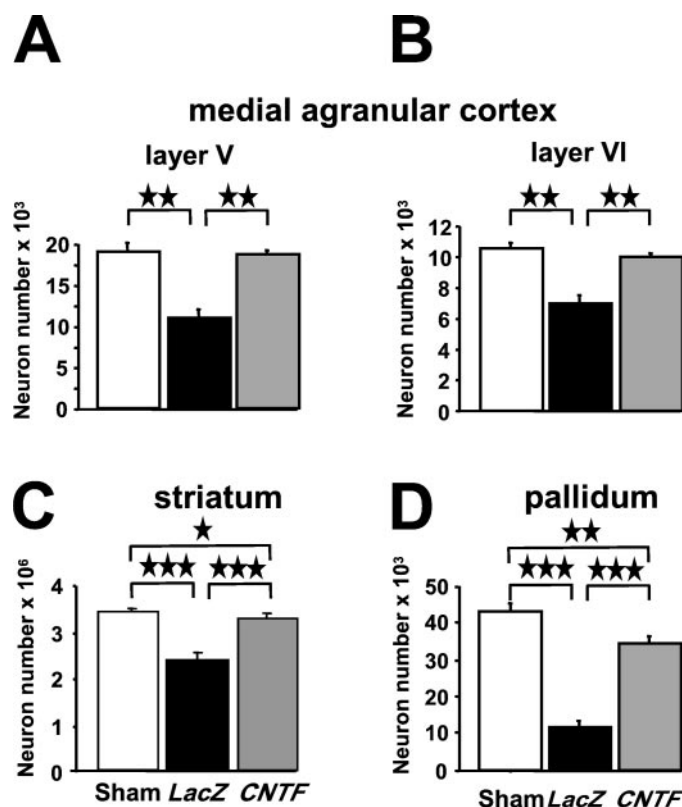 A
B
medial agranular cortex
layer V
layer VI
★★ ★★
★★ ★★
Neuron number x 10³
20
15
10
5
0
Neuron number x 10³
12
10
8
6
4
2
0
C
striatum
D
pallidum
★
★★★ ★★★
★★
★★★ ★★★
Neuron number x 10⁶
4
3
2
1
0
Neuron number x 10³
50
40
30
20
10
0
Sham LacZ CNTF
Sham LacZ CNTF